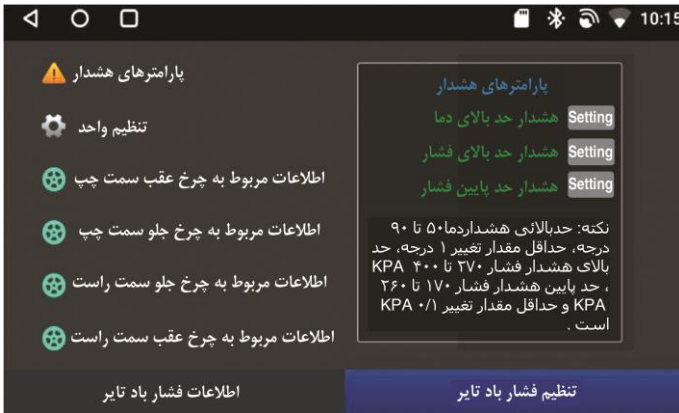 10:15
پارامترهای هشدار
تنظیم واحد
اطلاعات مربوط به چرخ عقب سمت چپ
اطلاعات مربوط به چرخ جلو سمت چپ
اطلاعات مربوط به چرخ جلو سمت راست
اطلاعات مربوط به چرخ عقب سمت راست
پارامترهای هشدار
هشدار حد بالای دما Setting
هشدار حد بالای فشار Setting
هشدار حد پایین فشار Setting
نکته: حدبالائی هشداردما۵۰ تا ۹۰
درجه، حداقل مقدار تغییر ۱ درجه، حد
بالای هشدار فشار ۲۷۰ تا ۴۰۰ KPA
، حد پایین هشدار فشار ۱۷۰ تا ۲۶۰
KPA و حداقل مقدار تغییر ۰/۱ KPA
است .
تنظیم فشار باد تایر
اطلاعات فشار باد تایر